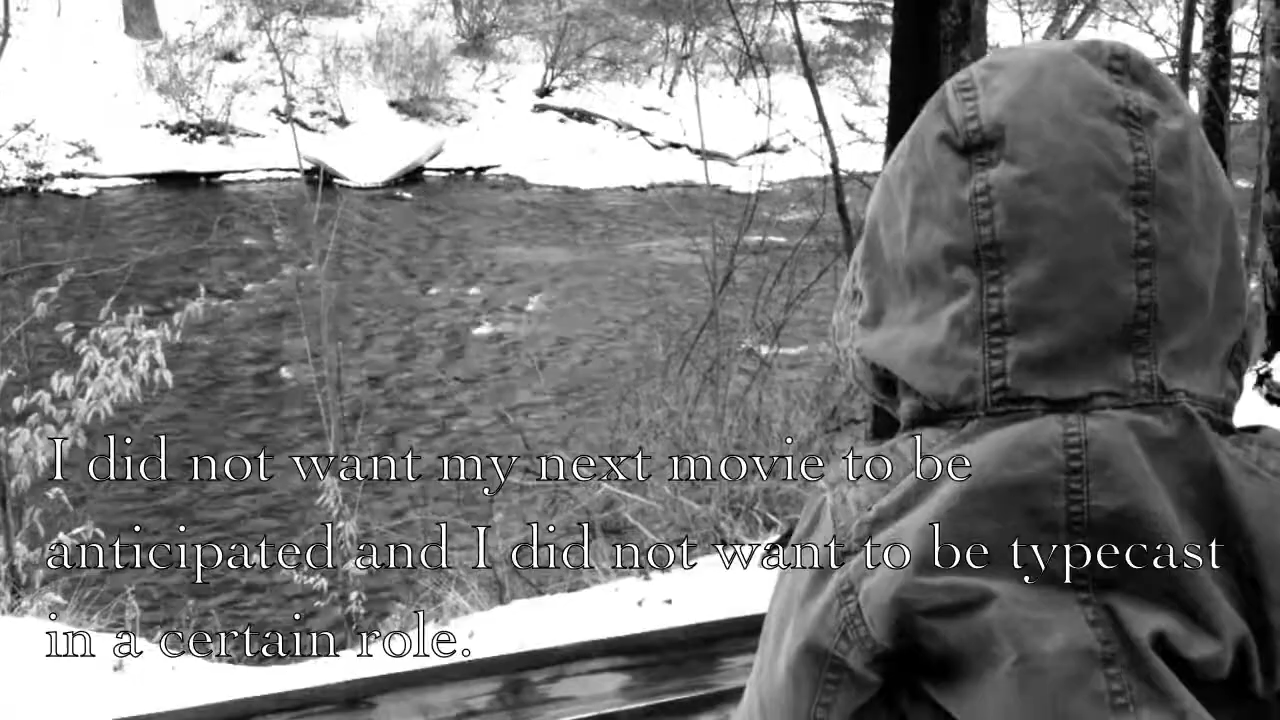 I did not want my next movie to be
anticipated and I did not want to be typecast
in a certain role.